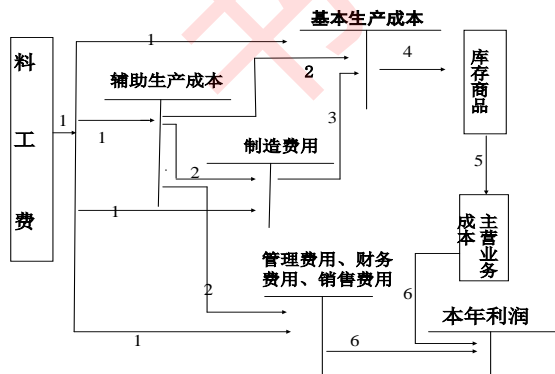 基本生产成本
料
工
费
1
1
辅助生产成本
1
2
4
库存商品
3
制造费用
2
1
5
主营业务
成本
管理费用、财务
费用、销售费用
2
6
本年利润
1
6